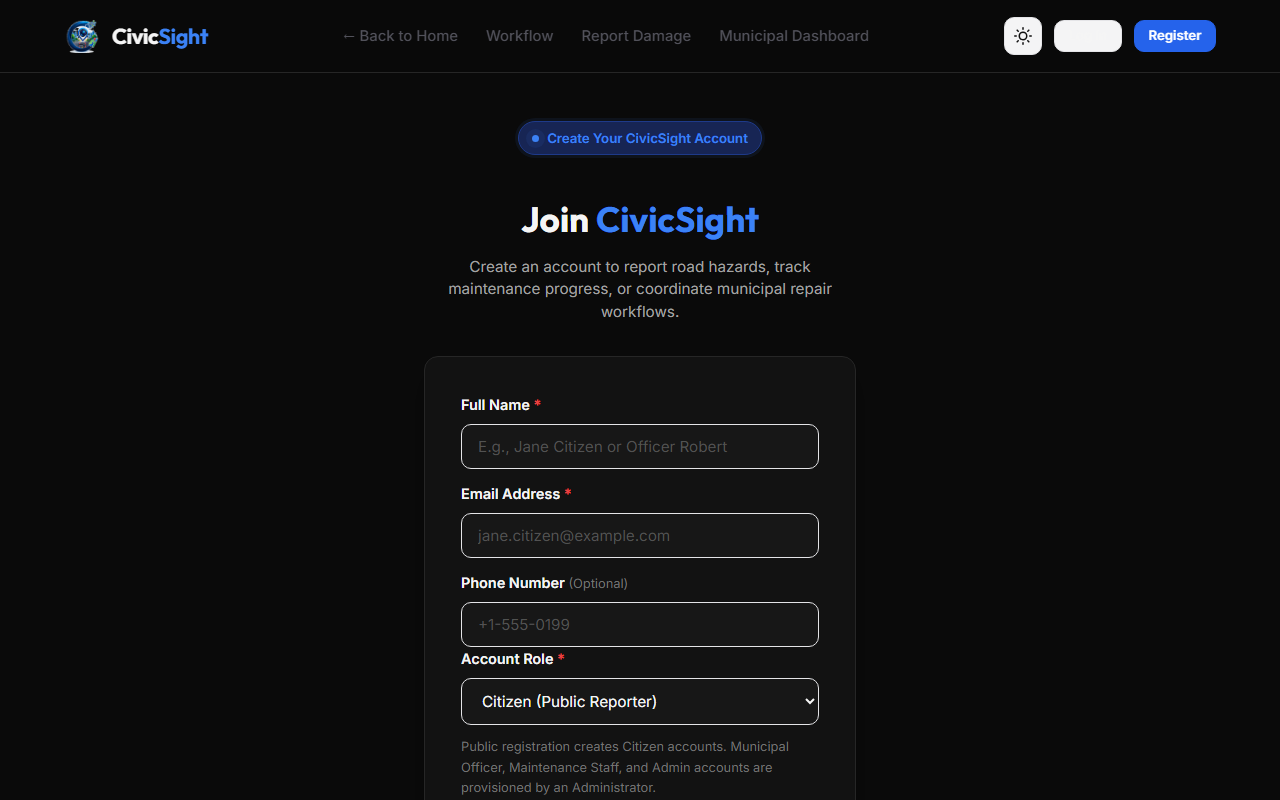 CivicSight
← Back to Home
Workflow
Report Damage
Municipal Dashboard
Register
Create Your CivicSight Account
Join CivicSight
Create an account to report road hazards, track
maintenance progress, or coordinate municipal repair
workflows.
Full Name *
E.g., Jane Citizen or Officer Robert
Email Address *
jane.citizen@example.com
Phone Number (Optional)
+1-555-0199
Account Role *
Citizen (Public Reporter)
Public registration creates Citizen accounts. Municipal
Officer, Maintenance Staff, and Admin accounts are
provisioned by an Administrator.